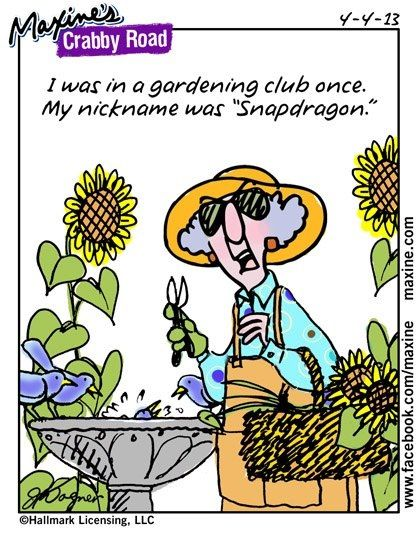 Maxine's
Crabby Road
4-4-13
I was in a gardening club once.
My nickname was "Snapdragon."
www.facebook.com/maxine maxine.com
JWagner
©Hallmark Licensing, LLC